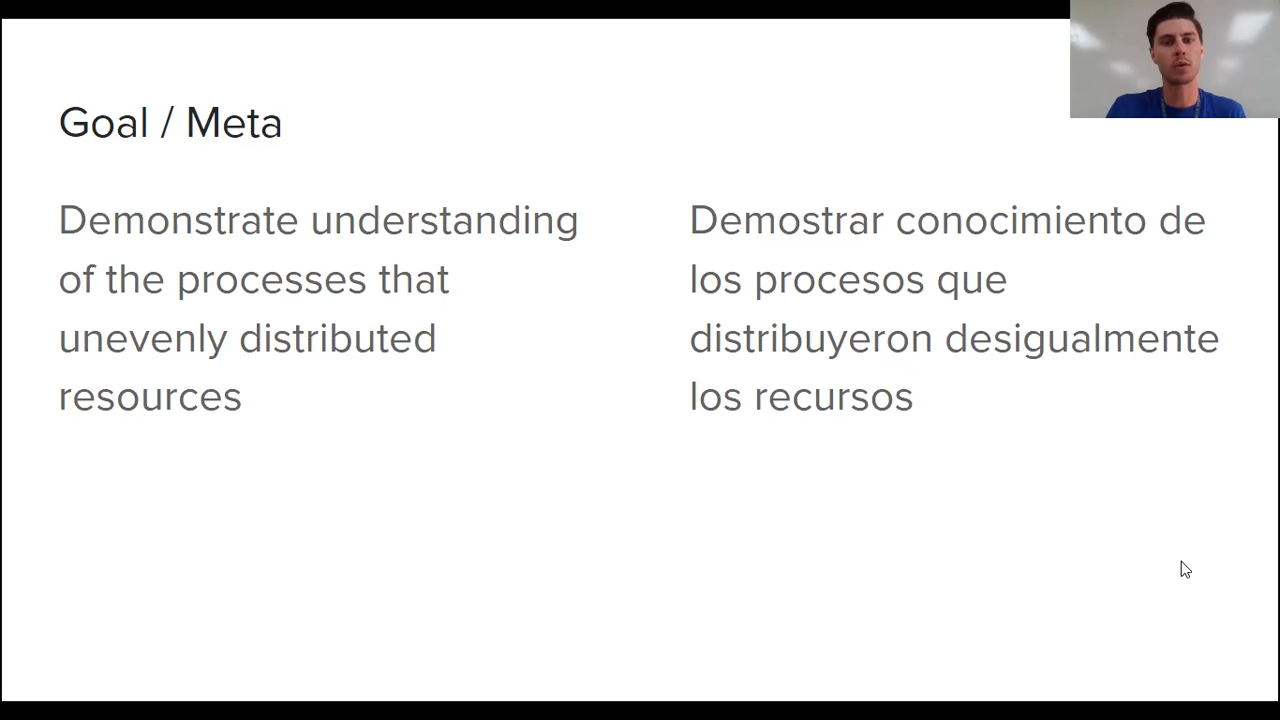 Goal / Meta
Demonstrate understanding
of the processes that
unevenly distributed
resources
Demostrar conocimiento de
los procesos que
distribuyeron desigualmente
los recursos